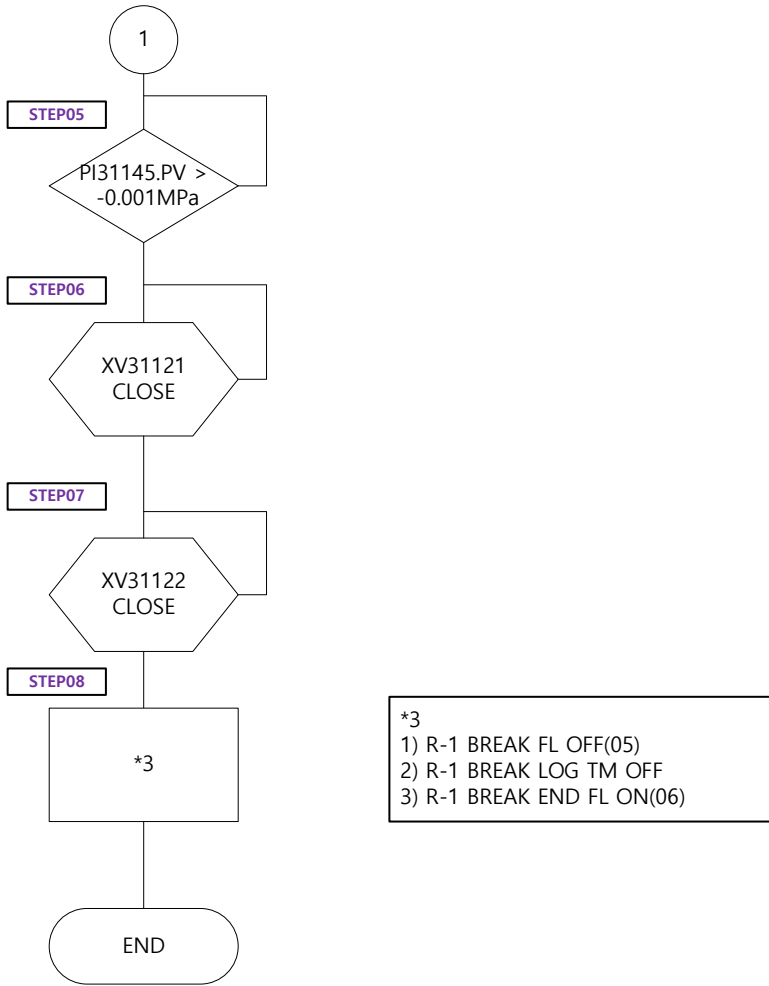 1
STEP05
PI31145.PV >
-0.001MPa
STEP06
XV31121
CLOSE
STEP07
XV31122
CLOSE
STEP08
*3
*3
1) R-1 BREAK FL OFF(05)
2) R-1 BREAK LOG TM OFF
3) R-1 BREAK END FL ON(06)
END